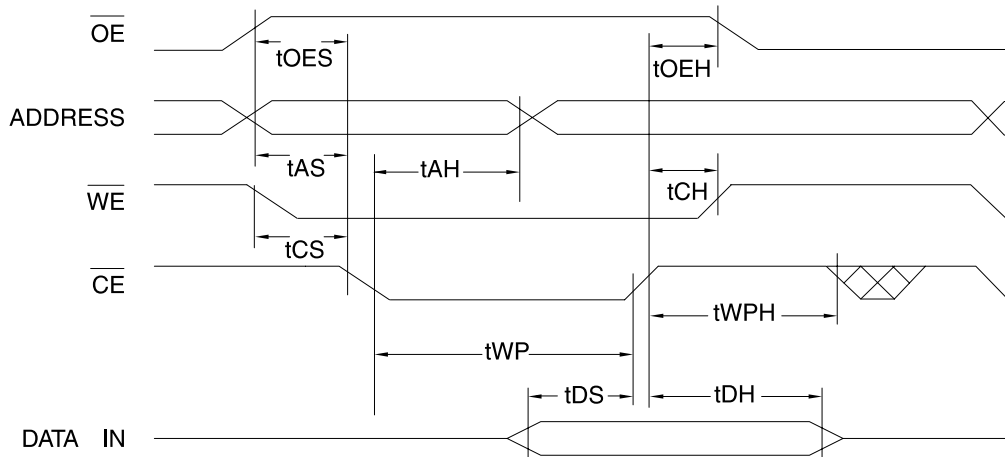 OE
tOES
tOEH
ADDRESS
tAS
tAH
tCH
WE
tCS
CE
tWPH
tWP
tDS
tDH
DATA IN